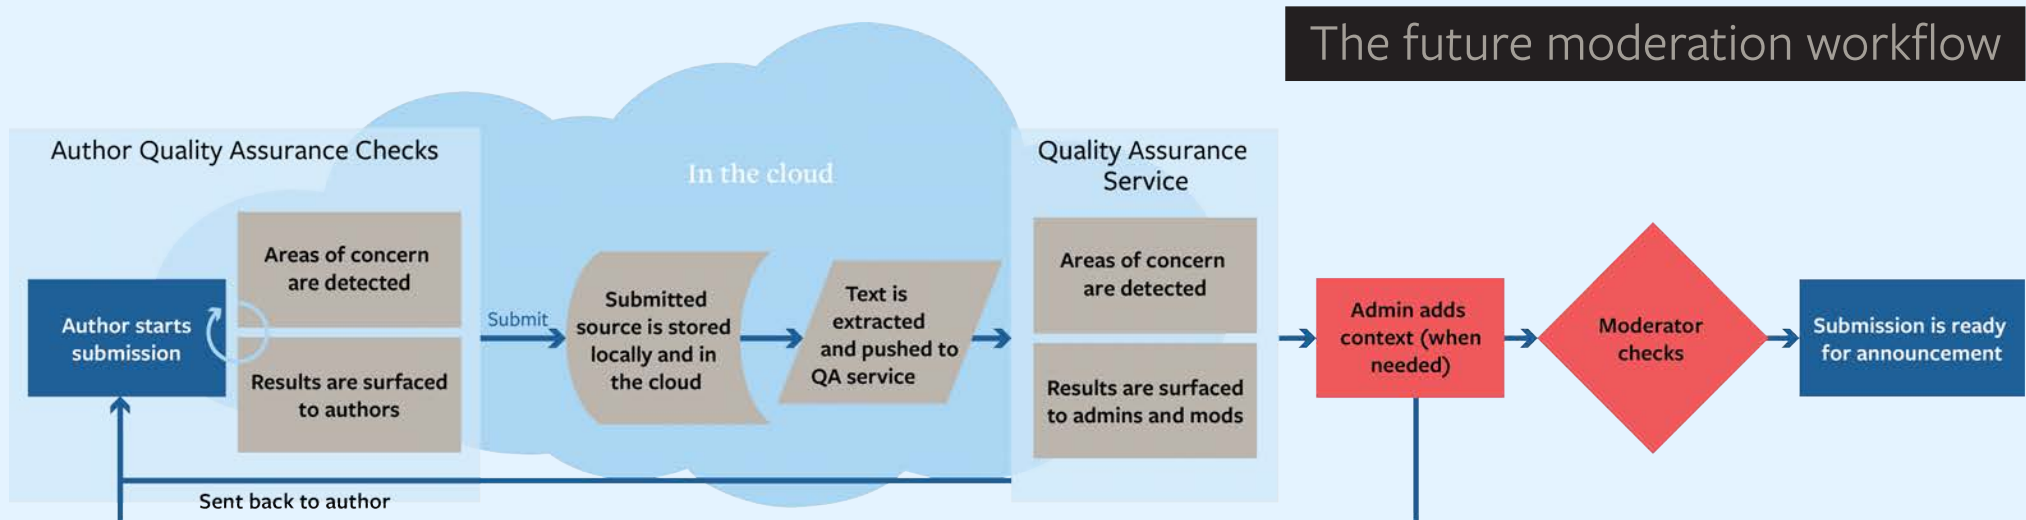 The future moderation workflow
Author Quality Assurance Checks
In the cloud
Quality Assurance
Service
Author starts
submission
Areas of concern
are detected
Results are surfaced
to authors
Submit
Submitted
source is stored
locally and in
the cloud
Text is
extracted
and pushed to
QA service
Areas of concern
are detected
Results are surfaced
to admins and mods
Admin adds
context (when
needed)
Moderator
checks
Submission is ready
for announcement
Sent back to author